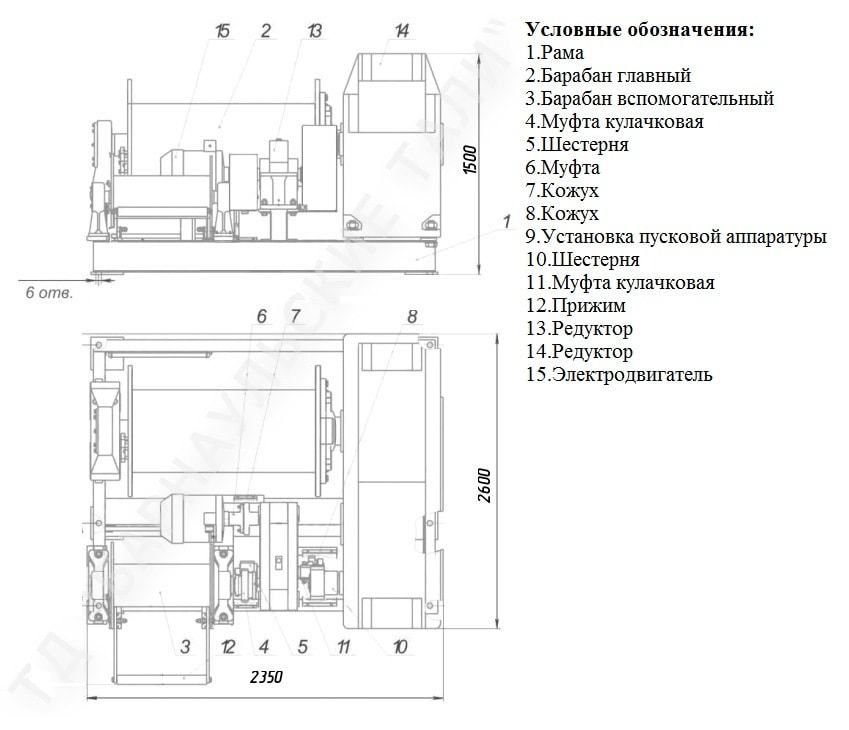 15 2 13 14
Условные обозначения:
1.Рама
2.Барабан главный
3.Барабан вспомогательный
4.Муфта кулачковая
5.Шестерня
6.Муфта
7.Кожух
8.Кожух
9.Установка пусковой аппаратуры
10.Шестерня
11.Муфта кулачковая
12.Прижим
13.Редуктор
14.Редуктор
15.Электродвигатель
1500
1
6 отв.
6 7 8
2600
3 12 4 5 11 10
2350
ТД "БАРНАУЛЬСКИЕ ТАЛИ"